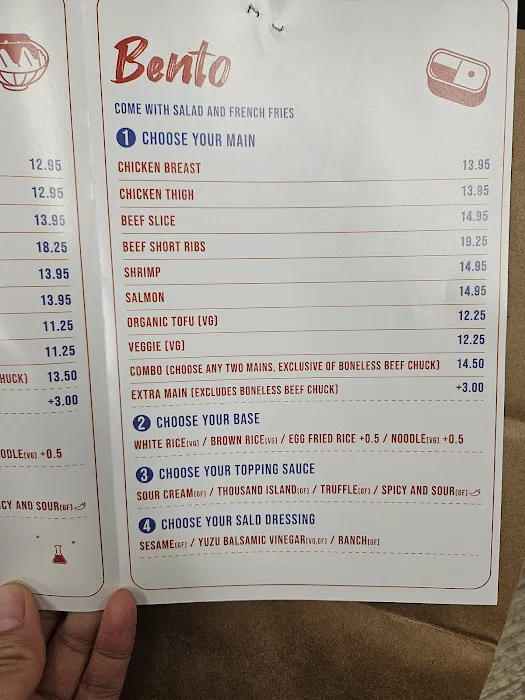 12.95
12.95
13.95
18.25
13.95
13.95
11.25
11.25
HUCK) 13.50
+3.00
ODLE(VG) +0.5
CY AND SOUR(GF)
Bento
COME WITH SALAD AND FRENCH FRIES
1 CHOOSE YOUR MAIN
CHICKEN BREAST 13.95
CHICKEN THIGH 13.95
BEEF SLICE 14.95
BEEF SHORT RIBS 19.25
SHRIMP 14.95
SALMON 14.95
ORGANIC TOFU (VG) 12.25
VEGGIE (VG) 12.25
COMBO (CHOOSE ANY TWO MAINS, EXCLUSIVE OF BONELESS BEEF CHUCK) 14.50
EXTRA MAIN (EXCLUDES BONELESS BEEF CHUCK) +3.00
2 CHOOSE YOUR BASE
WHITE RICE(VG) / BROWN RICE(VG) / EGG FRIED RICE +0.5 / NOODLE(VG) +0.5
3 CHOOSE YOUR TOPPING SAUCE
SOUR CREAM(GF) / THOUSAND ISLAND(GF) / TRUFFLE(GF) / SPICY AND SOUR(GF)
4 CHOOSE YOUR SALD DRESSING
SESAME(GF) / YUZU BALSAMIC VINEGAR(VG,GF) / RANCH(GF)